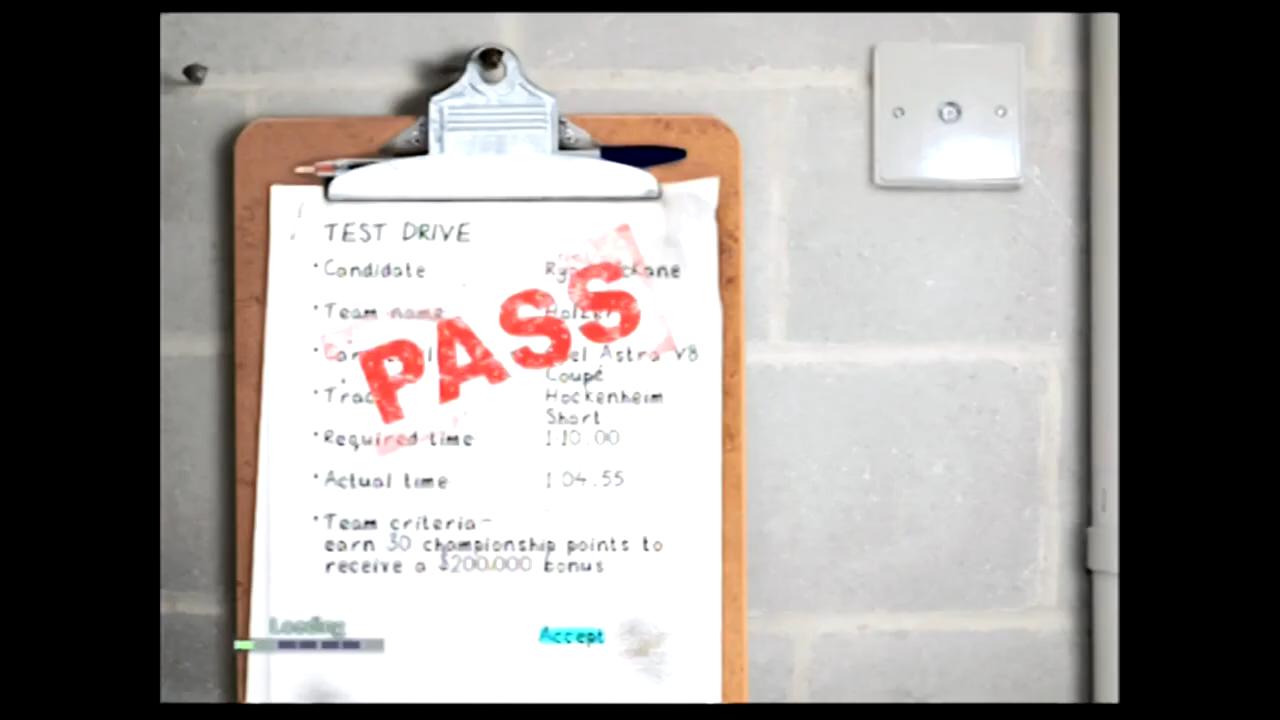 TEST DRIVE
• Candidate
• Team name
PASS
Opel Astra V8
Coupé
Hockenheim
Short
• Required time 1:10.00
• Actual time 1:04.55
• Team criteria-
earn 30 championship points to
receive a $200,000 bonus
Loading
Accept